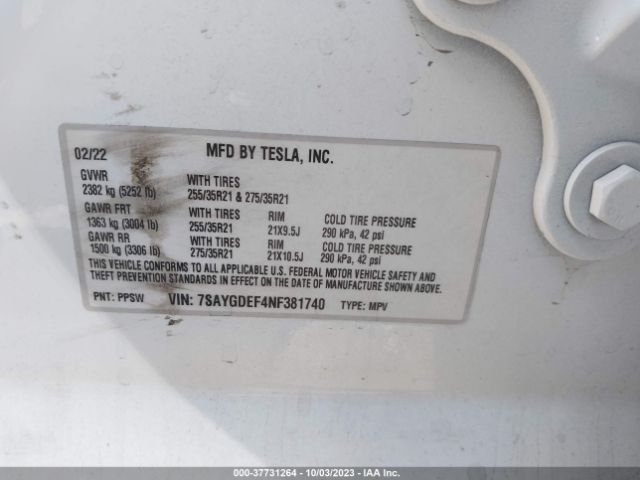 02/22 MFD BY TESLA, INC.
GVWR
2382 kg (5252 lb) WITH TIRES
255/35R21 & 275/35R21
GAWR FRT WITH TIRES RIM COLD TIRE PRESSURE
1363 kg (3004 lb) 255/35R21 21X9.5J 290 kPa, 42 psi
GAWR RR WITH TIRES RIM COLD TIRE PRESSURE
1500 kg (3306 lb) 275/35R21 21X10.5J 290 kPa, 42 psi
THIS VEHICLE CONFORMS TO ALL APPLICABLE U.S. FEDERAL MOTOR VEHICLE SAFETY AND
THEFT PREVENTION STANDARDS IN EFFECT ON THE DATE OF MANUFACTURE SHOWN ABOVE.
PNT: PPSW VIN: 7SAYGDEF4NF381740 TYPE: MPV
000-37731264 - 10/03/2023 - IAA Inc.